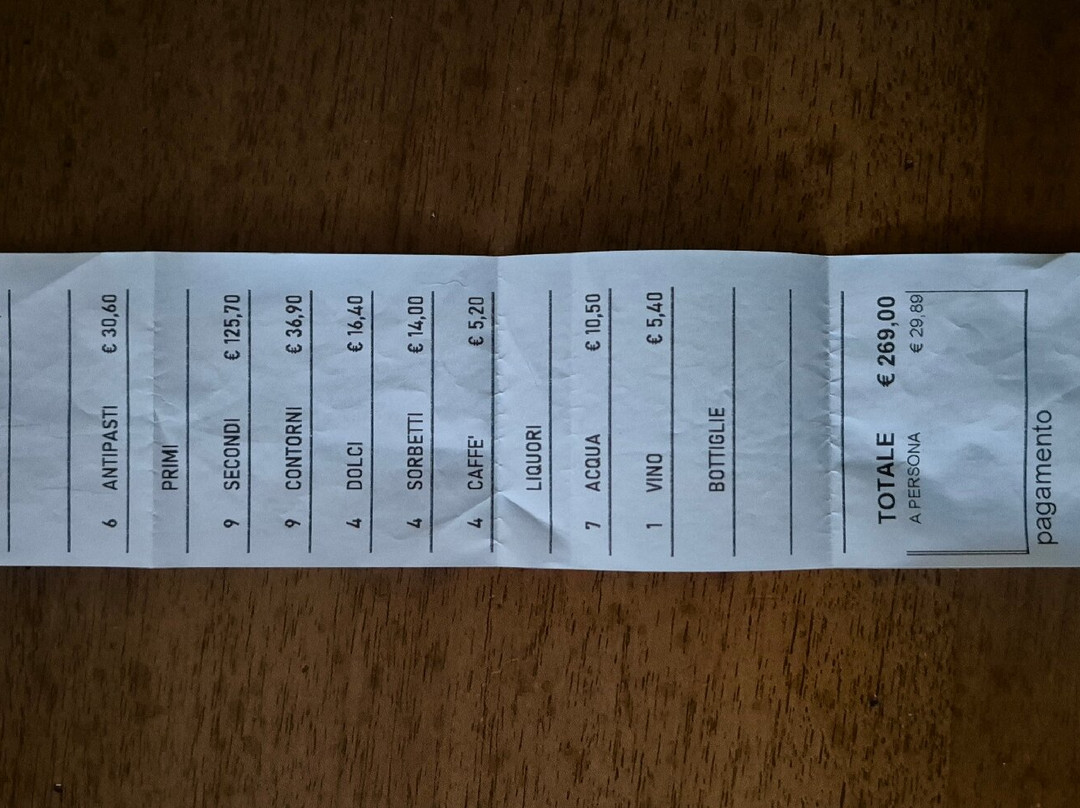 6 ANTIPASTI € 30,60
PRIMI
9 SECONDI € 125,70
9 CONTORNI € 36,90
4 DOLCI € 16,40
4 SORBETTI € 14,00
4 CAFFE' € 5,20
LIQUORI
7 ACQUA € 10,50
1 VINO € 5,40
BOTTIGLIE
TOTALE € 269,00
A PERSONA € 29,89
pagamento